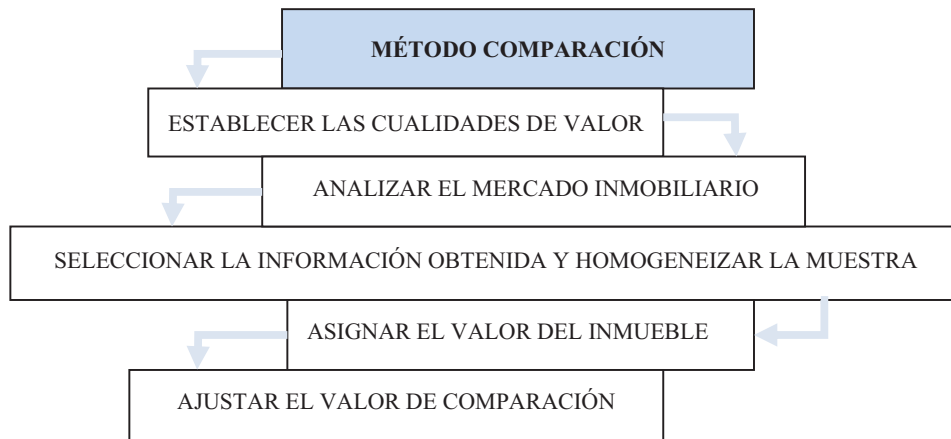 MÉTODO COMPARACIÓN
ESTABLECER LAS CUALIDADES DE VALOR
ANALIZAR EL MERCADO INMOBILIARIO
SELECCIONAR LA INFORMACIÓN OBTENIDA Y HOMOGENEIZAR LA MUESTRA
ASIGNAR EL VALOR DEL INMUEBLE
AJUSTAR EL VALOR DE COMPARACIÓN